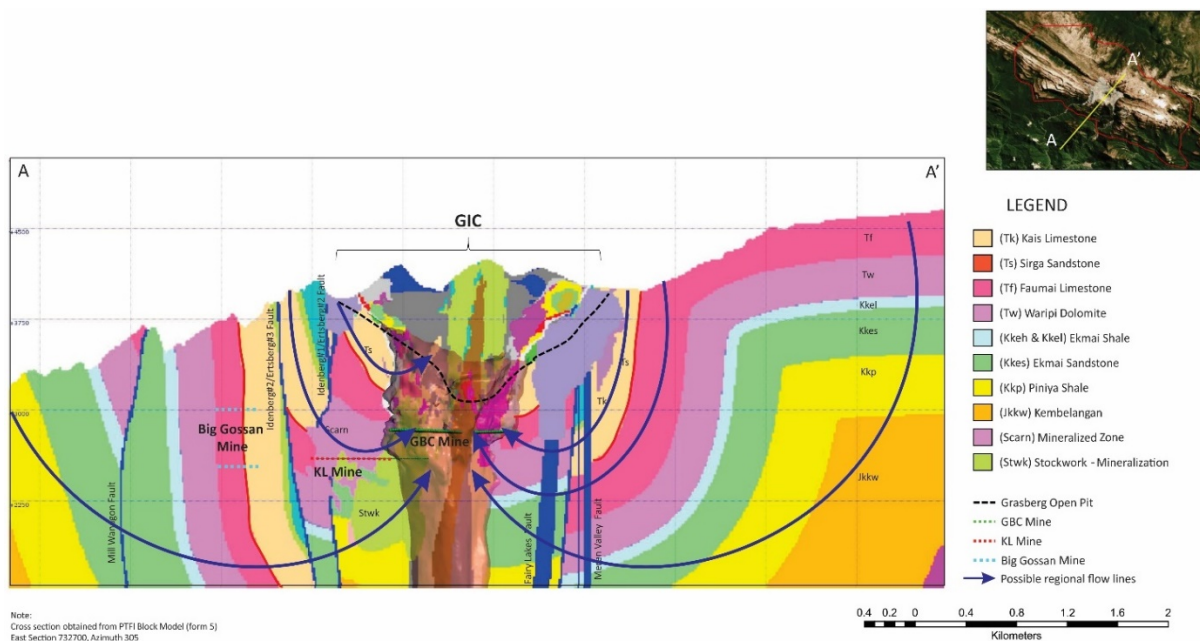 A
A'
A
A'
GIC
4500
3750
3000
2250
Tf
Tw
Kkel
Kkes
Kkp
Jkkw
Ts
Ts
Tk
Scarn
Stwk
Big Gossan
Mine
KL Mine
GBC Mine
Mill Wanagon Fault
Idenberg#2/Ertsberg#3 Fault
Idenberg#1/Ertsberg#2 Fault
Fairy Lakes Fault
Meren Valley Fault
LEGEND
(Tk) Kais Limestone
(Ts) Sirga Sandstone
(Tf) Faumai Limestone
(Tw) Waripi Dolomite
(Kkeh & Kkel) Ekmai Shale
(Kkes) Ekmai Sandstone
(Kkp) Piniya Shale
(Jkkw) Kembelangan
(Scarn) Mineralized Zone
(Stwk) Stockwork - Mineralization
Grasberg Open Pit
GBC Mine
KL Mine
Big Gossan Mine
Possible regional flow lines
Note:
Cross section obtained from PTFI Block Model (form 5)
East Section 732700, Azimuth 305
0.4 0.2 0 0.4 0.8 1.2 1.6 2
Kilometers